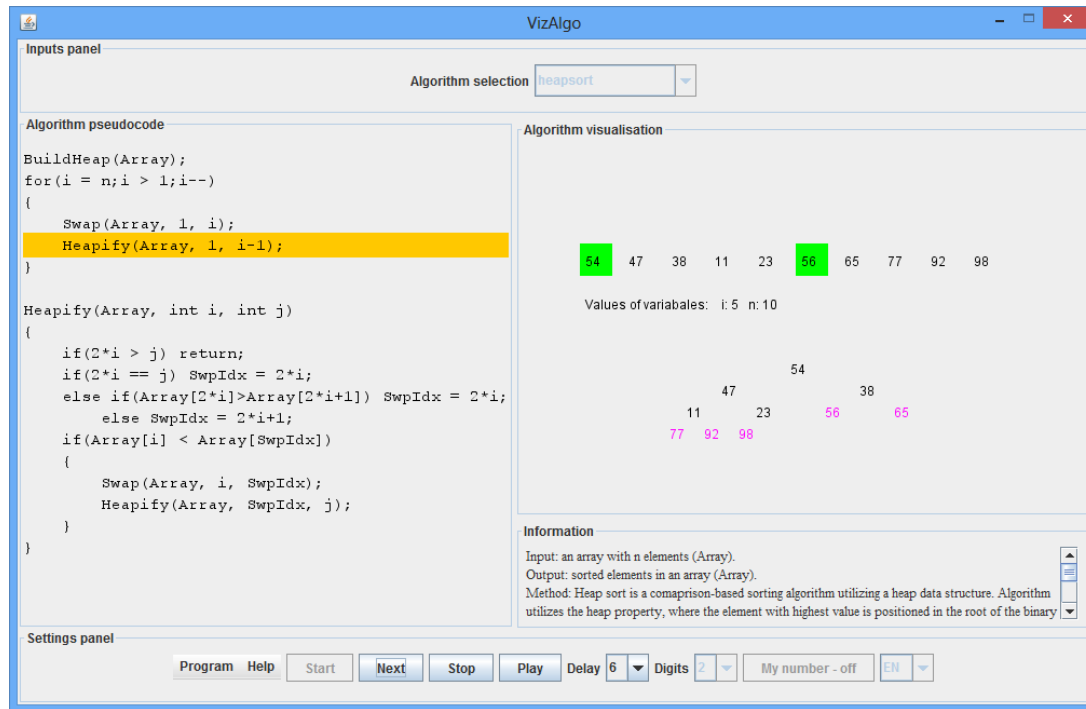 VizAlgo
Inputs panel
Algorithm selection heapsort
Algorithm pseudocode
BuildHeap(Array);
for(i = n;i > 1;i--)
{
    Swap(Array, 1, i);
    Heapify(Array, 1, i-1);
}
Heapify(Array, int i, int j)
{
    if(2*i > j) return;
    if(2*i == j) SwpIdx = 2*i;
    else if(Array[2*i]>Array[2*i+1]) SwpIdx = 2*i;
        else SwpIdx = 2*i+1;
    if(Array[i] < Array[SwpIdx])
    {
        Swap(Array, i, SwpIdx);
        Heapify(Array, SwpIdx, j);
    }
}
Algorithm visualisation
54 47 38 11 23 56 65 77 92 98
Values of variabales: i: 5 n: 10
54
47 38
11 23 56 65
77 92 98
Information
Input: an array with n elements (Array).
Output: sorted elements in an array (Array).
Method: Heap sort is a comaprison-based sorting algorithm utilizing a heap data structure. Algorithm
utilizes the heap property, where the element with highest value is positioned in the root of the binary
Settings panel
Program Help Start Next Stop Play Delay 6 Digits 2 My number - off EN